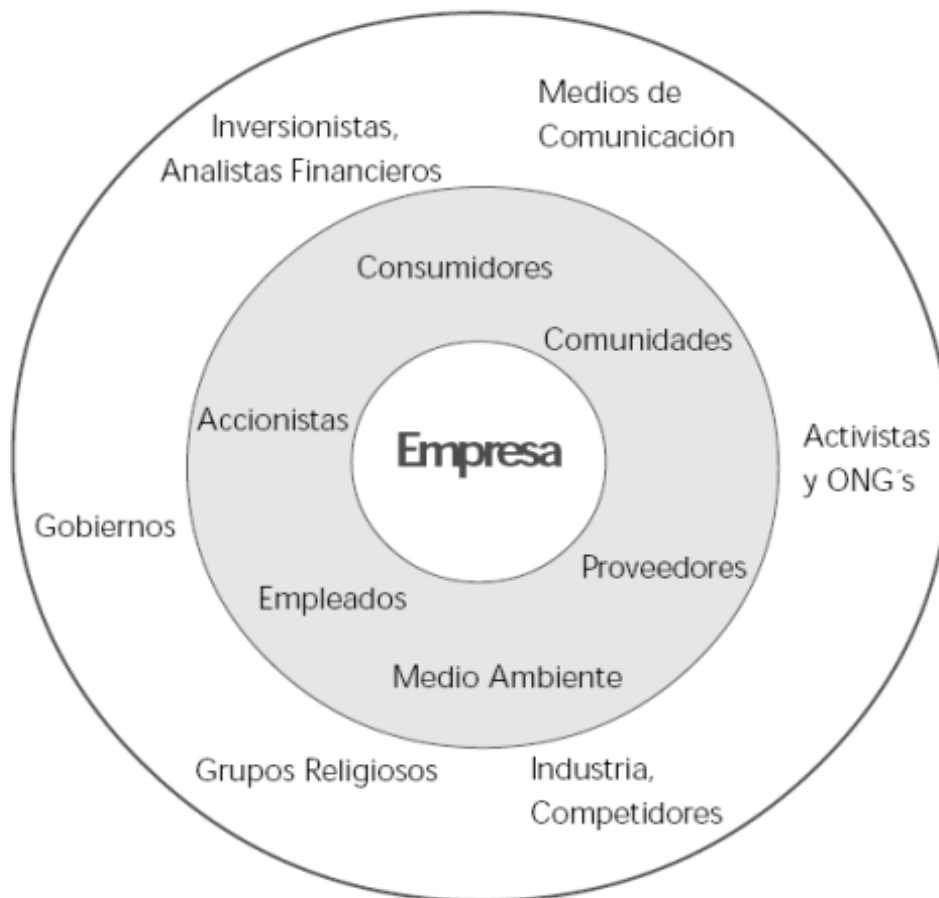 Medios de
Comunicación
Inversionistas,
Analistas Financieros
Consumidores
Comunidades
Accionistas
Empresa
Activistas
y ONG´s
Gobiernos
Proveedores
Empleados
Medio Ambiente
Grupos Religiosos
Industria,
Competidores